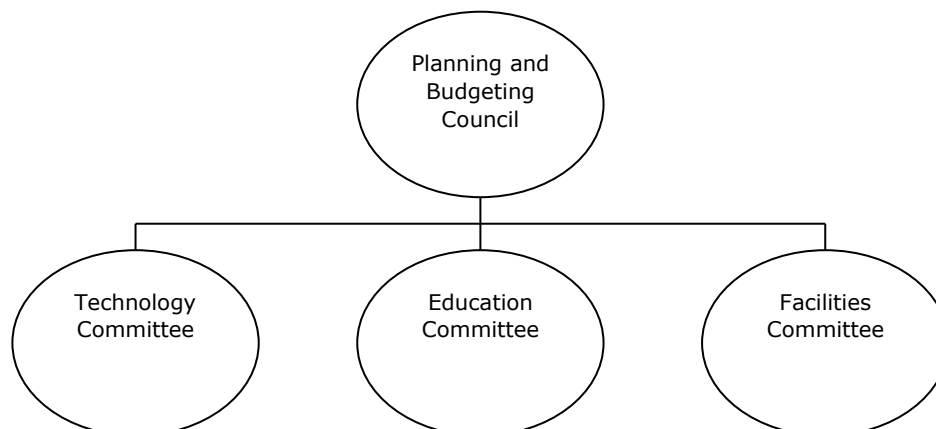 Planning and
Budgeting
Council
Technology
Committee
Education
Committee
Facilities
Committee